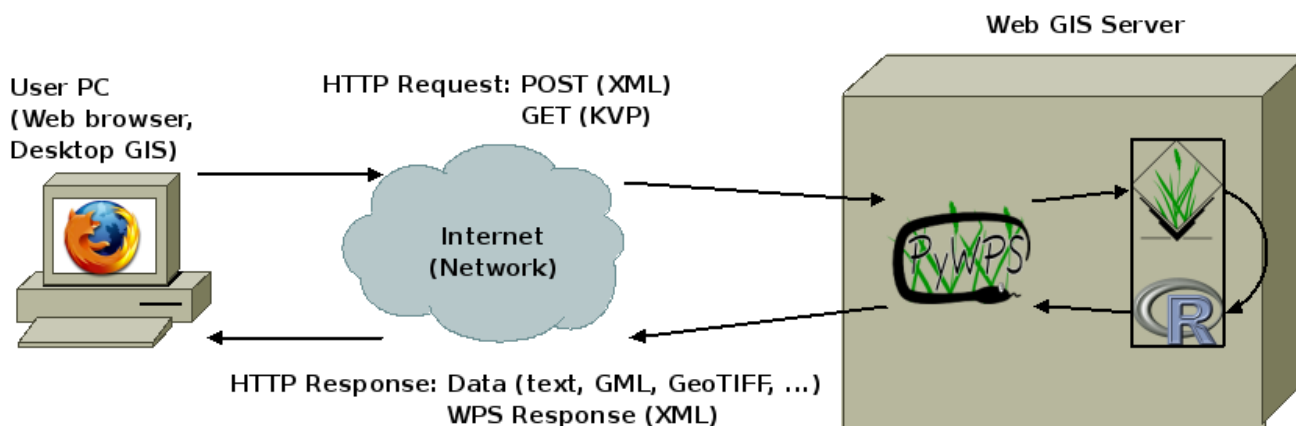 Web GIS Server
User PC
(Web browser,
Desktop GIS)
HTTP Request: POST (XML)
GET (KVP)
Internet
(Network)
PyWPS
R
HTTP Response: Data (text, GML, GeoTIFF, ...)
WPS Response (XML)